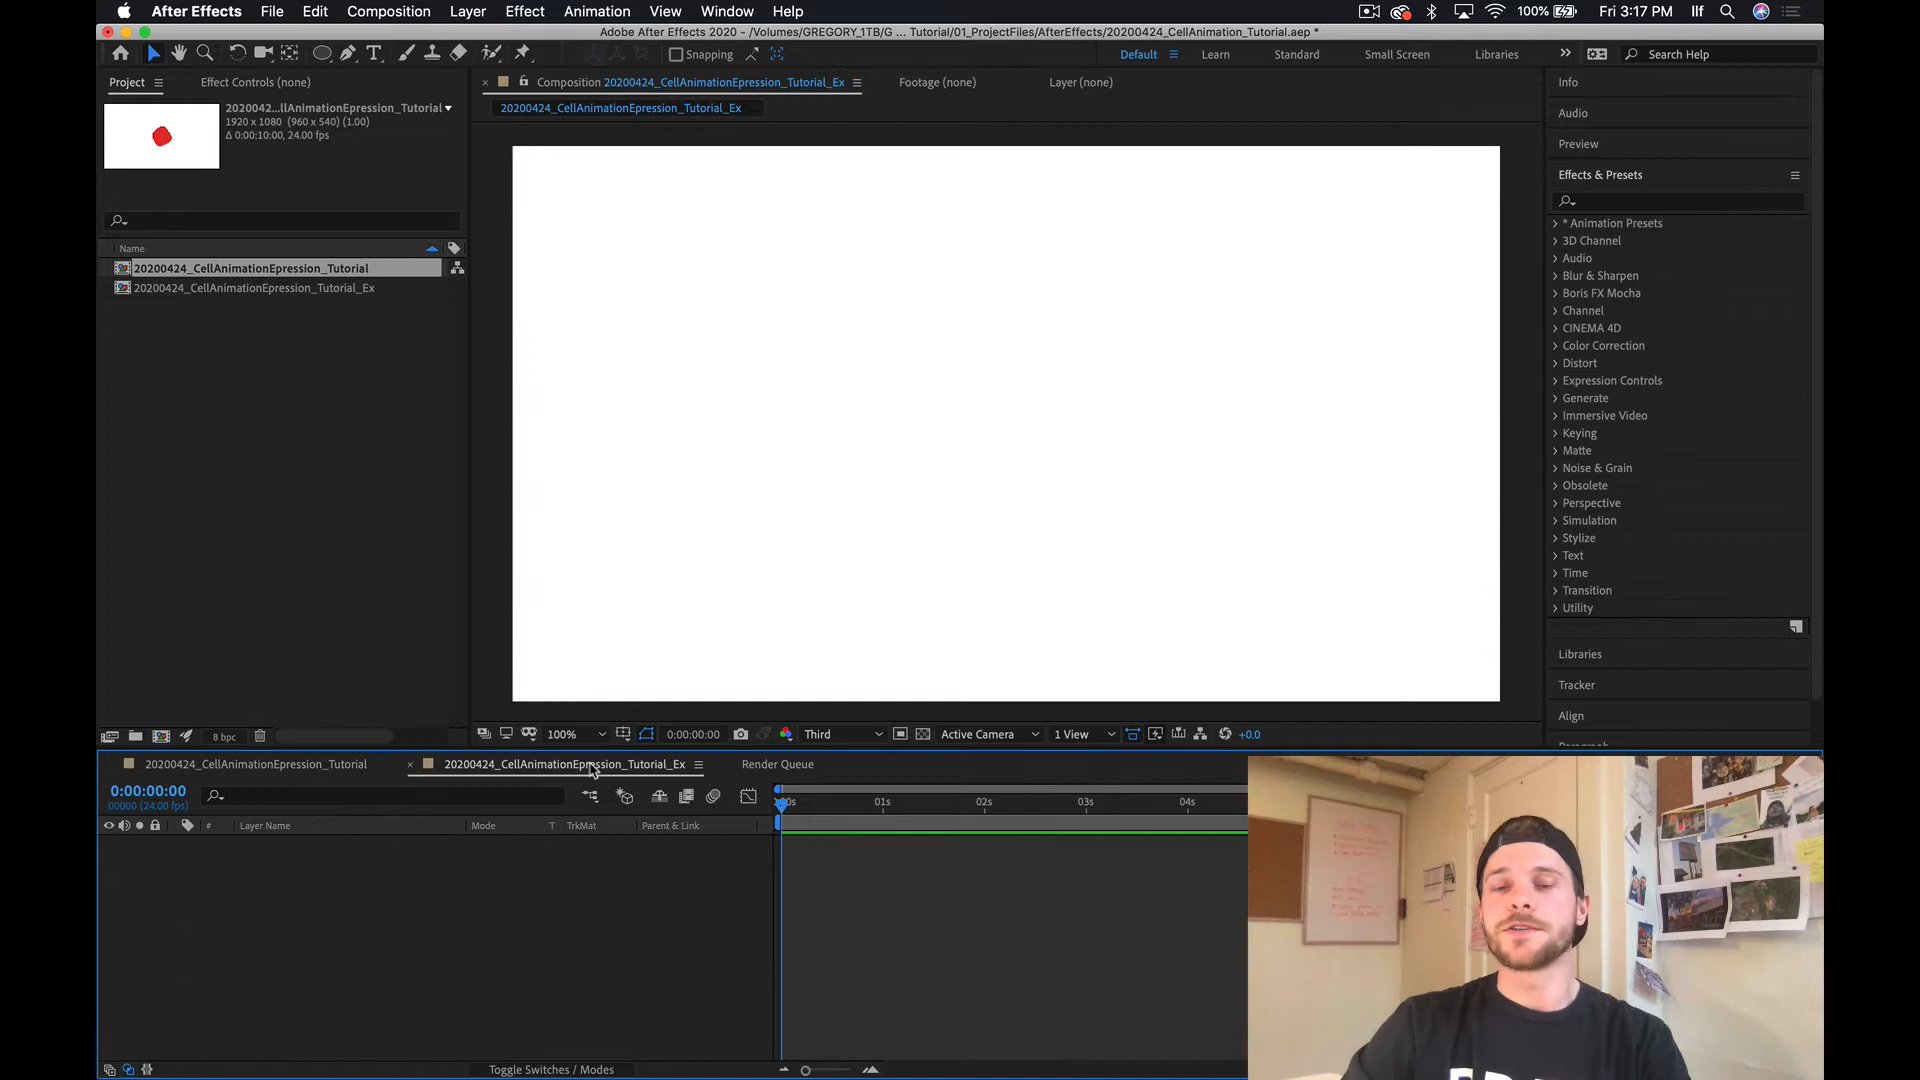 After Effects File Edit Composition Layer Effect Animation View Window Help 100% Fri 3:17 PM llf
Adobe After Effects 2020 - /Volumes/GREGORY_1TB/G ... Tutorial/01_ProjectFiles/AfterEffects/20200424_CellAnimation_Tutorial.aep *
Snapping Default Learn Standard Small Screen Libraries Search Help
Project Effect Controls (none)
Composition 20200424_CellAnimationEpression_Tutorial_Ex Footage (none) Layer (none)
20200424_CellAnimationEpression_Tutorial_Ex
2020042...llAnimationEpression_Tutorial
1920 x 1080 (960 x 540) (1.00)
Δ 0:00:10:00, 24.00 fps
Name
20200424_CellAnimationEpression_Tutorial
20200424_CellAnimationEpression_Tutorial_Ex
8 bpc
100% 0:00:00:00 Third Active Camera 1 View +0.0
Info
Audio
Preview
Effects & Presets
* Animation Presets
3D Channel
Audio
Blur & Sharpen
Boris FX Mocha
Channel
CINEMA 4D
Color Correction
Distort
Expression Controls
Generate
Immersive Video
Keying
Matte
Noise & Grain
Obsolete
Perspective
Simulation
Stylize
Text
Time
Transition
Utility
Libraries
Tracker
Align
20200424_CellAnimationEpression_Tutorial 20200424_CellAnimationEpression_Tutorial_Ex Render Queue
0:00:00:00
00000 (24.00 fps)
01s 02s 03s 04s
# Layer Name Mode T TrkMat Parent & Link
Toggle Switches / Modes